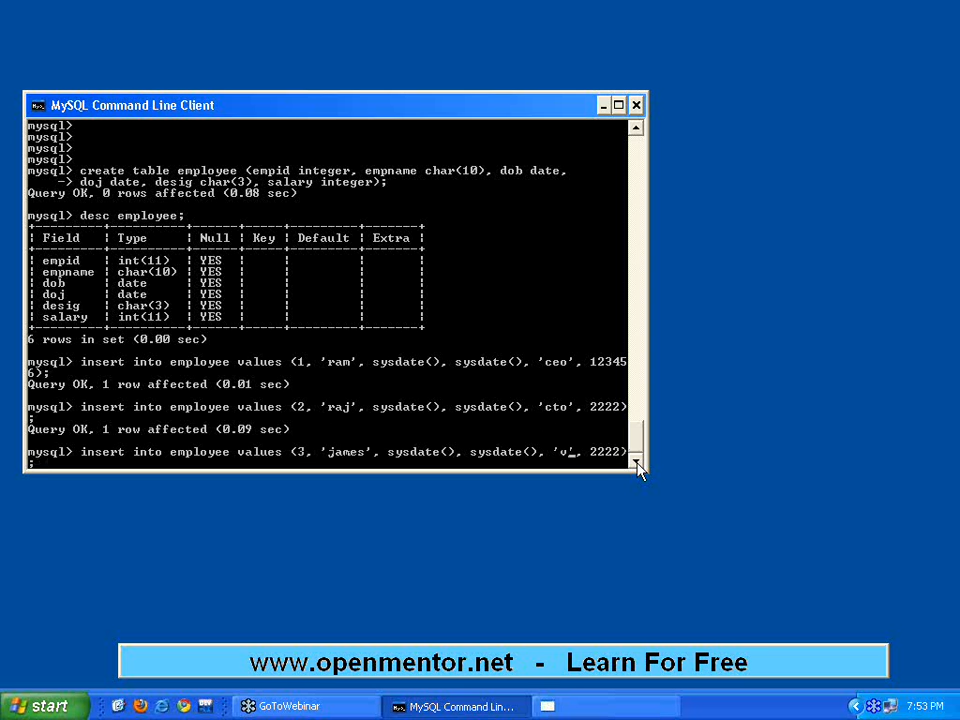 MySQL Command Line Client
mysql>
mysql>
mysql>
mysql>
mysql> create table employee (empid integer, empname char(10), dob date,
-> doj date, desig char(3), salary integer);
Query OK, 0 rows affected (0.08 sec)
mysql> desc employee;
+----------+----------+------+-----+---------+-------+
| Field | Type | Null | Key | Default | Extra |
+----------+----------+------+-----+---------+-------+
| empid | int(11) | YES | | | |
| empname | char(10) | YES | | | |
| dob | date | YES | | | |
| doj | date | YES | | | |
| desig | char(3) | YES | | | |
| salary | int(11) | YES | | | |
+----------+----------+------+-----+---------+-------+
6 rows in set (0.00 sec)
mysql> insert into employee values (1, 'ram', sysdate(), sysdate(), 'ceo', 12345
6);
Query OK, 1 row affected (0.01 sec)
mysql> insert into employee values (2, 'raj', sysdate(), sysdate(), 'cto', 2222)
;
Query OK, 1 row affected (0.09 sec)
mysql> insert into employee values (3, 'james', sysdate(), sysdate(), 'v', 2222)
;
www.openmentor.net - Learn For Free
start
GoToWebinar
MySQL Command Lin...
7:53 PM